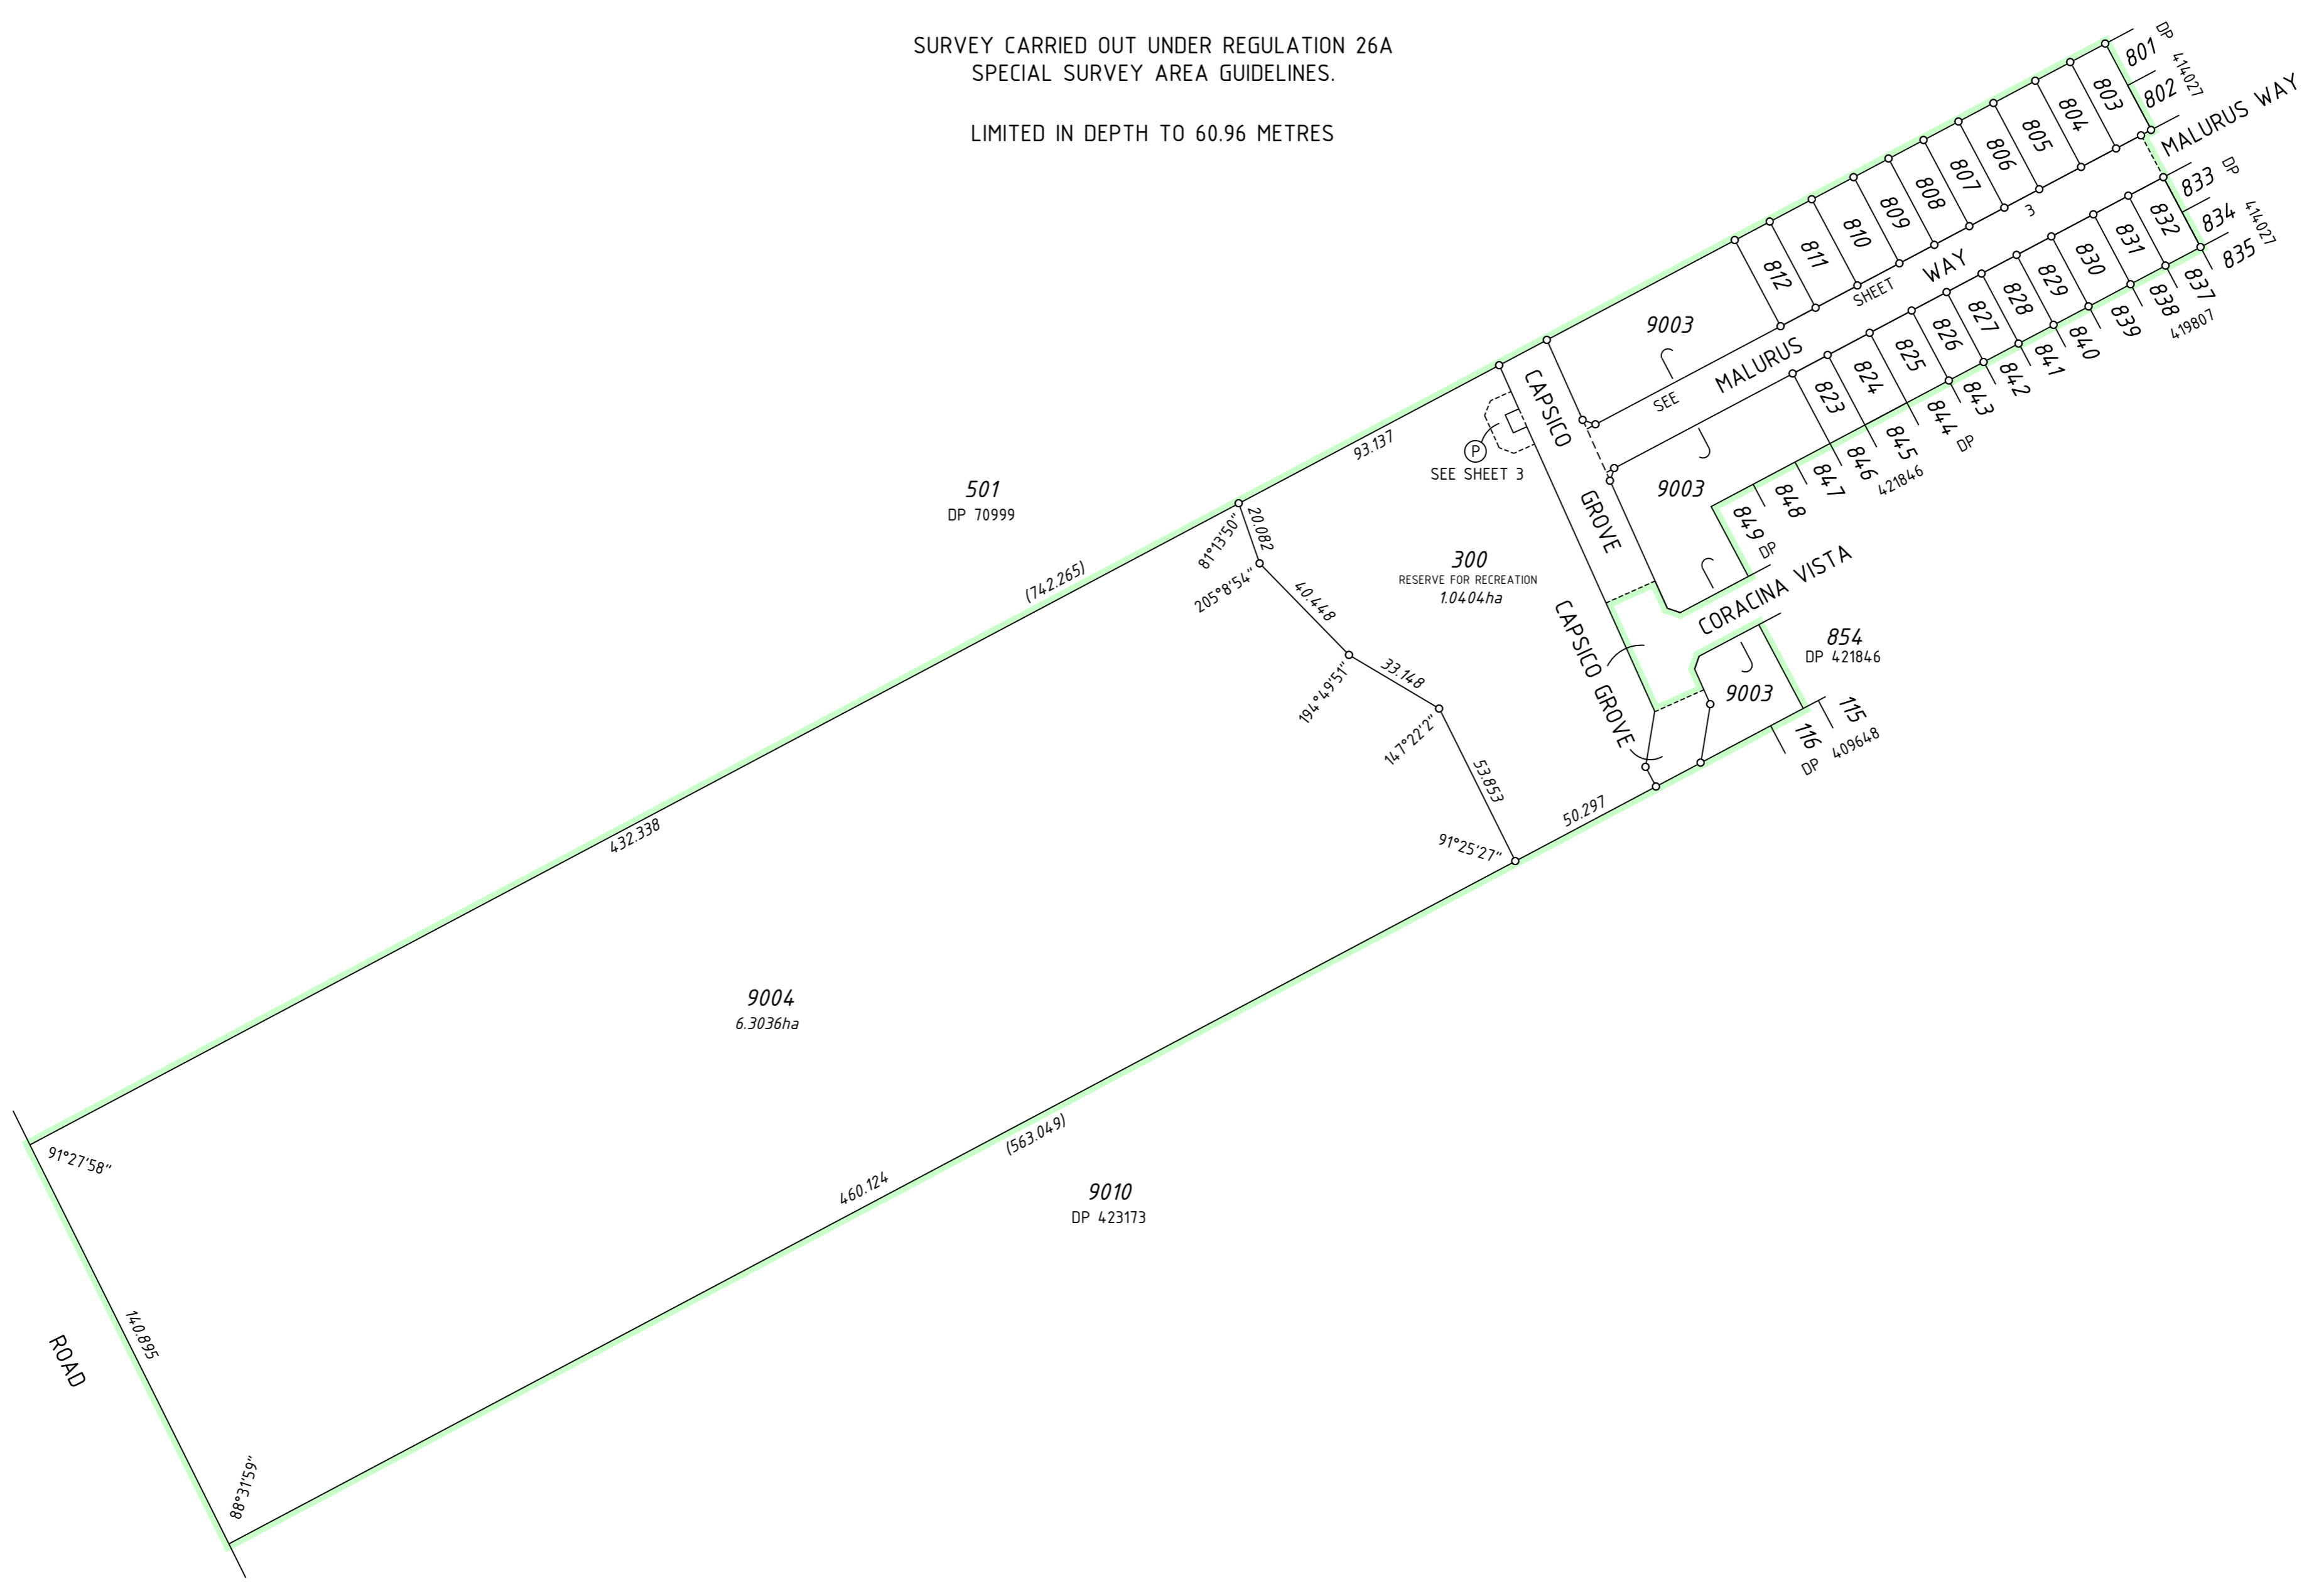 SURVEY CARRIED OUT UNDER REGULATION 26A
SPECIAL SURVEY AREA GUIDELINES.
LIMITED IN DEPTH TO 60.96 METRES
801
802
DP 414027
MALURUS WAY
803
804
805
806
807
808
809
810
811
812
833
834
835
DP 414027
832
831
830
829
828
827
826
825
824
823
837
838
839
840
841
842
843
844
845
846
847
848
849
419807
DP
421846
DP
MALURUS WAY
SEE SHEET 3
9003
9003
CAPSICO GROVE
P
SEE SHEET 3
93.137
501
DP 70999
(742.265)
20.082
81°13'50"
205°8'54"
40.448
194°49'51"
33.148
147°22'2"
53.853
91°25'27"
50.297
300
RESERVE FOR RECREATION
1.0404ha
CAPSICO GROVE
CORACINA VISTA
854
DP 421846
9003
115
116
DP 409648
432.338
9004
6.3036ha
91°27'58"
140.895
ROAD
88°31'59"
460.124
(563.049)
9010
DP 423173